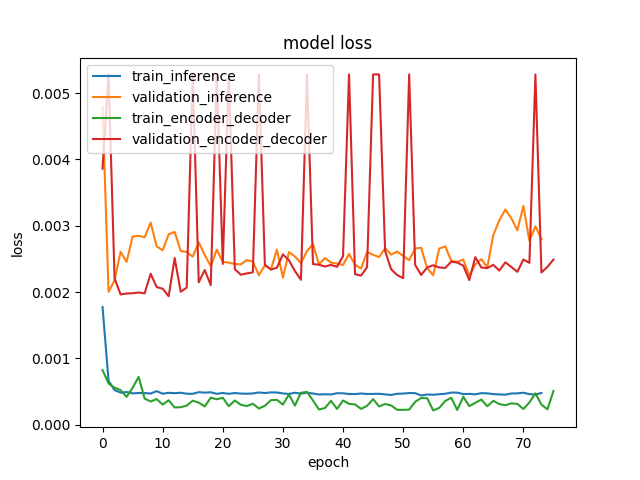 model loss
train_inference
validation_inference
train_encoder_decoder
validation_encoder_decoder
loss
0.005
0.004
0.003
0.002
0.001
0.000
0 10 20 30 40 50 60 70
epoch